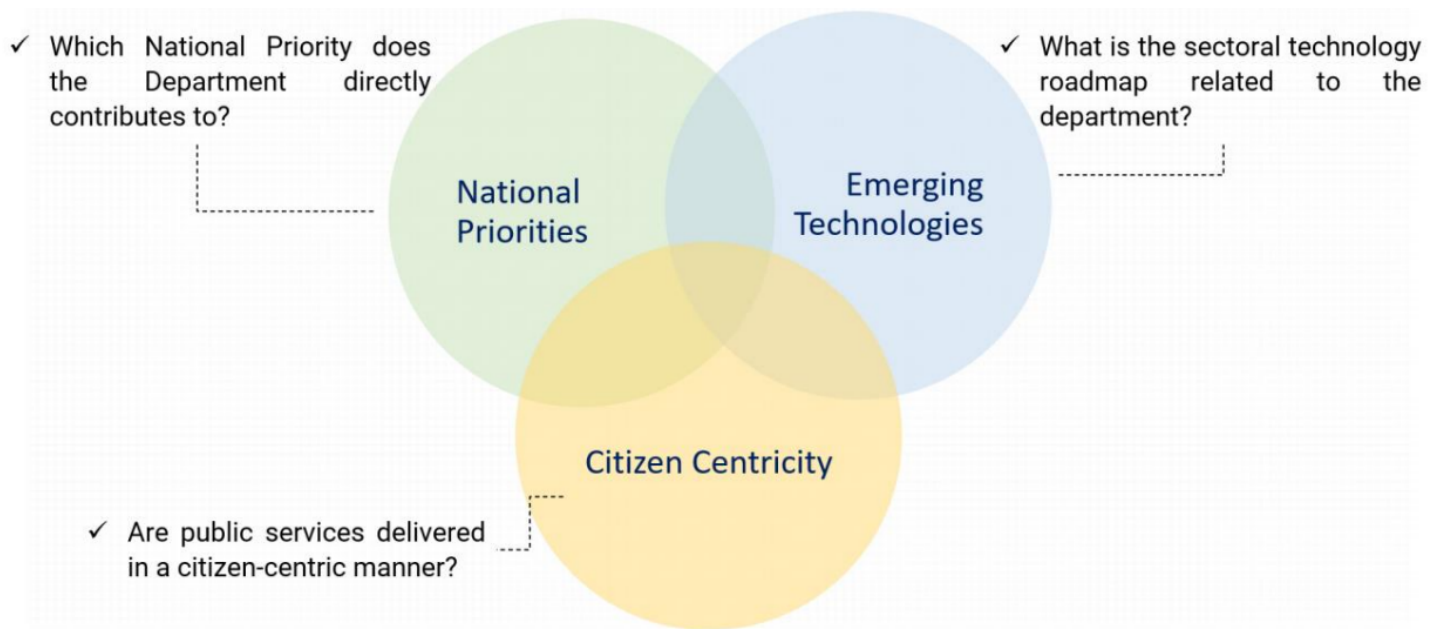 ✓ Which National Priority does
the Department directly
contributes to?
✓ What is the sectoral technology
roadmap related to the
department?
National
Priorities
Emerging
Technologies
Citizen Centricity
✓ Are public services delivered
in a citizen-centric manner?